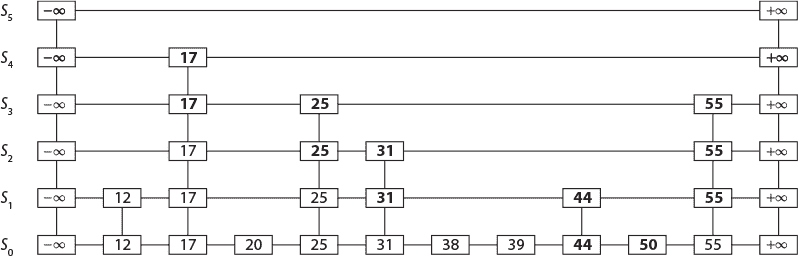 S5 −∞ +∞
S4 −∞ 17 +∞
S3 −∞ 17 25 55 +∞
S2 −∞ 17 25 31 55 +∞
S1 −∞ 12 17 25 31 44 55 +∞
S0 −∞ 12 17 20 25 31 38 39 44 50 55 +∞